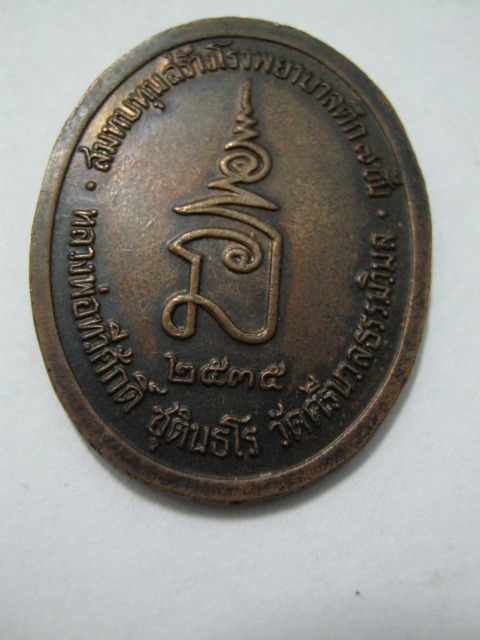 สมทบทุนสร้างโรงพยาบาลตึก ๗ ชั้น
๒๕๓๕
หลวงพ่อทวีศักดิ์ ชุตินธโร วัดศรีนวลธรรมวิมล